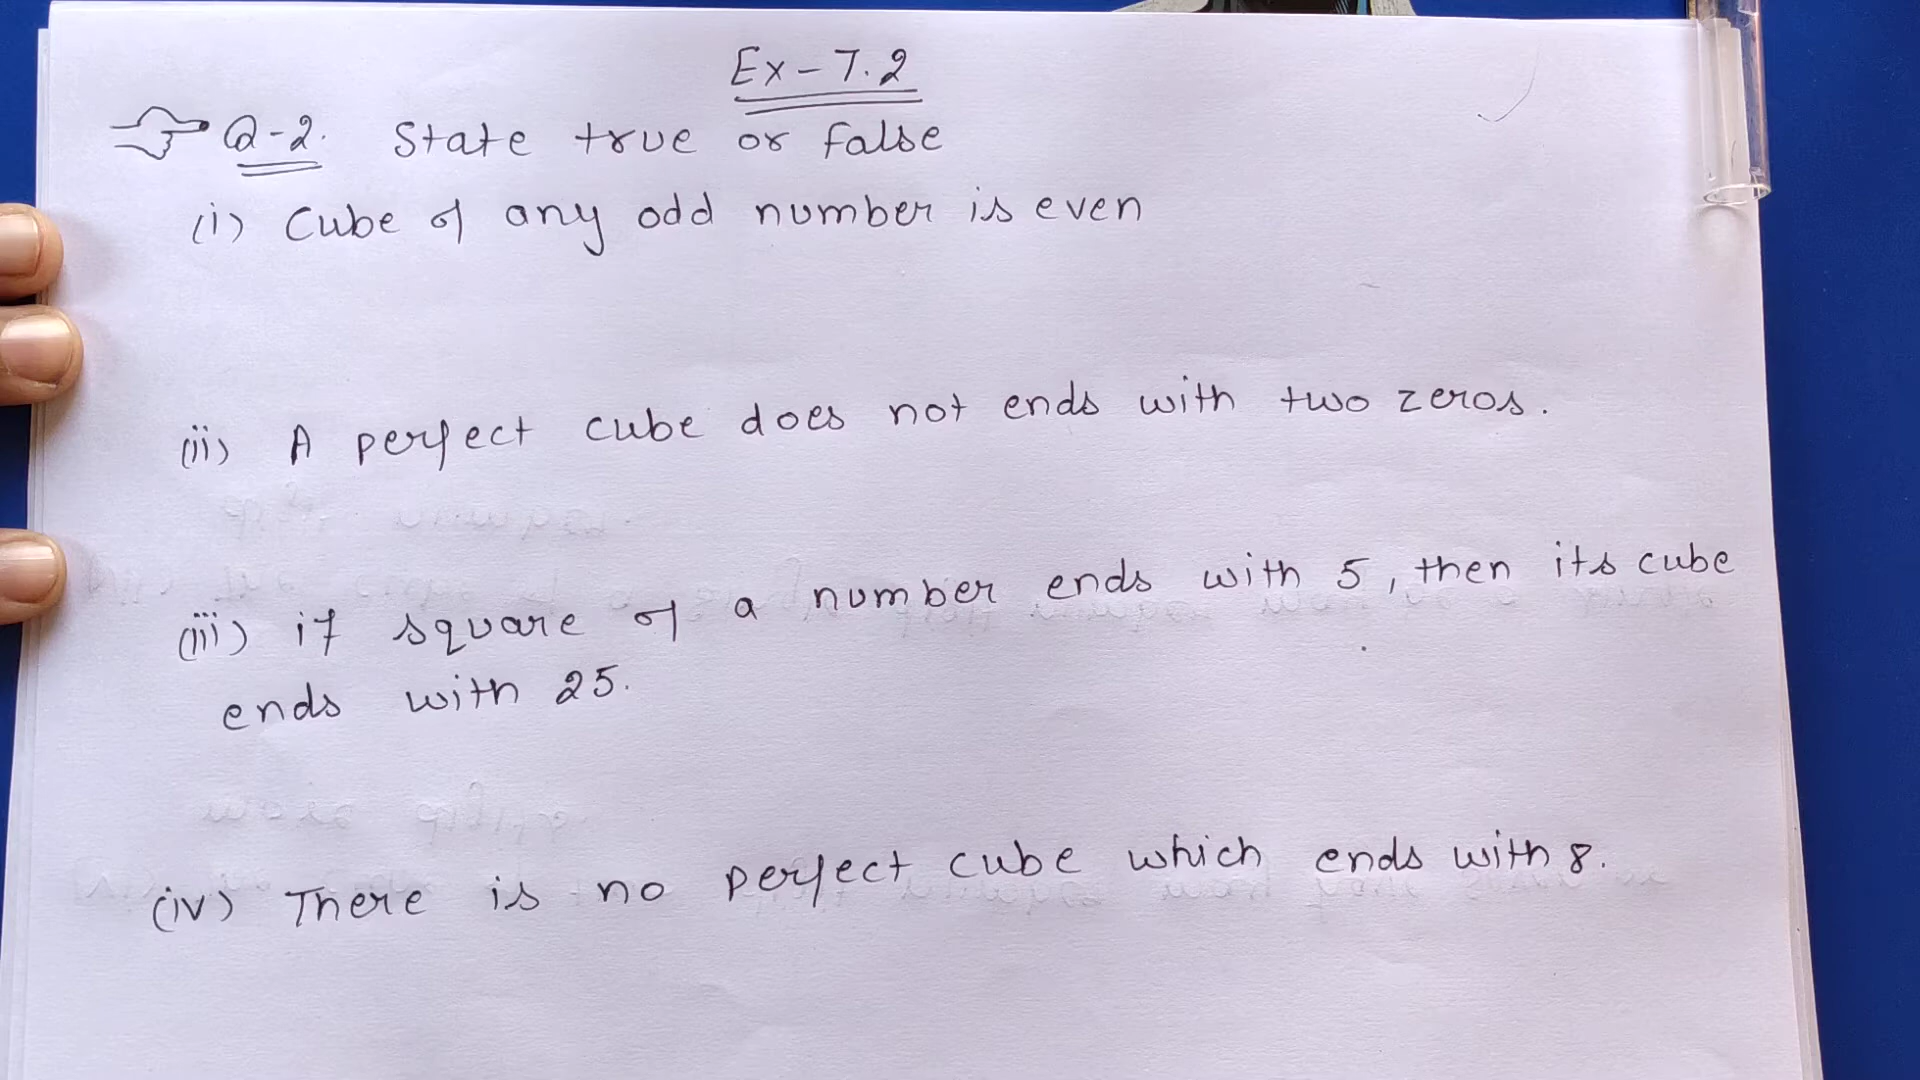 Ex-7.2
Q-2. State true or false
(i) Cube of any odd number is even
(ii) A perfect cube does not ends with two zeros.
(iii) if square of a number ends with 5, then its cube
ends with 25.
(iv) There is no perfect cube which ends with 8.